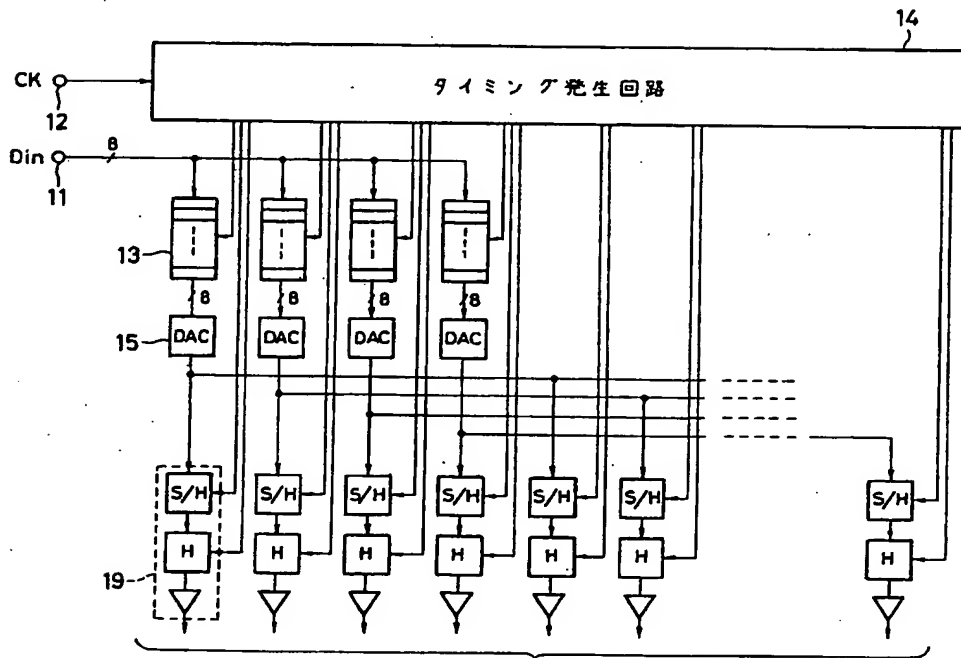 14
CK
12
タイミング発生回路
Din
8
11
13
8 8 8 8
15
DAC DAC DAC DAC
S/H S/H S/H S/H S/H S/H S/H
H H H H H H H
19